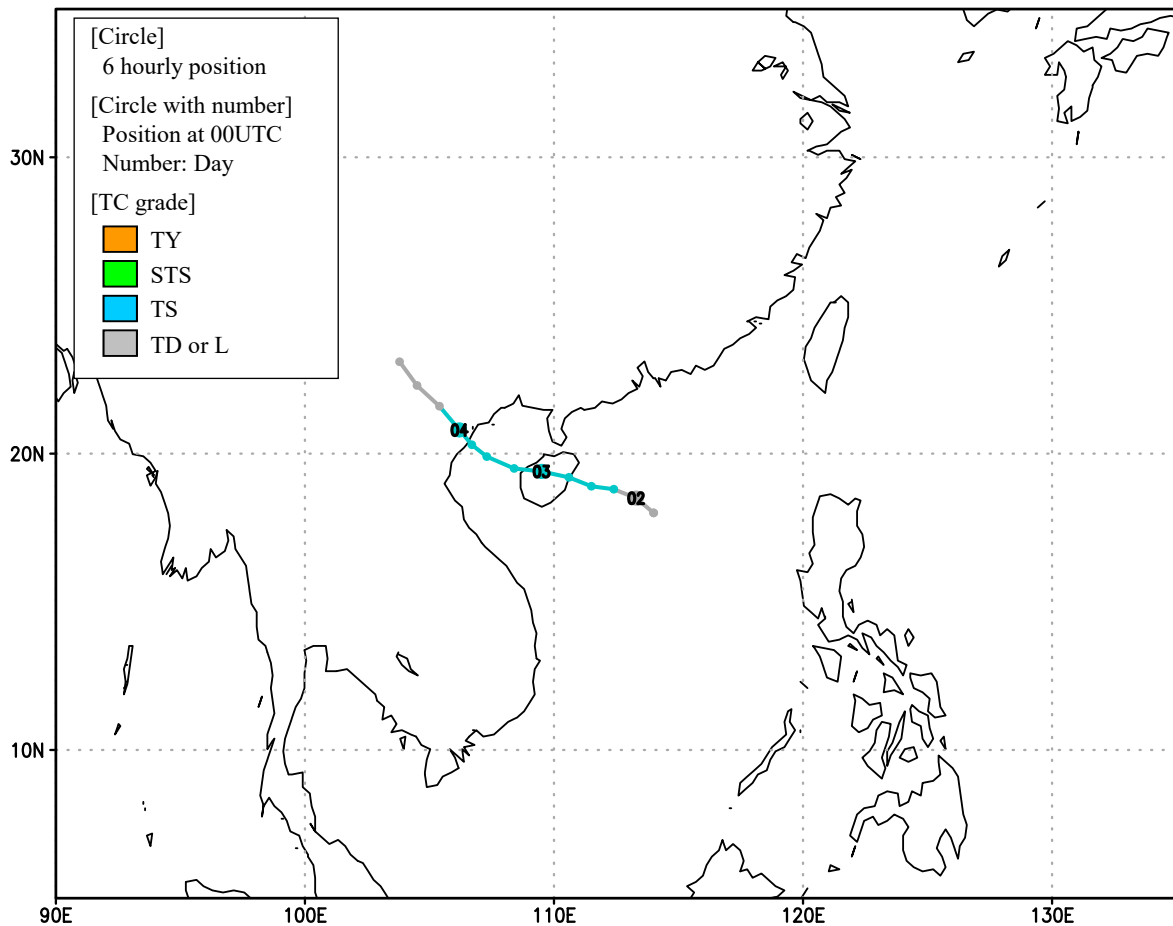 [Circle]
6 hourly position
[Circle with number]
Position at 00UTC
Number: Day
[TC grade]
TY
STS
TS
TD or L
30N
20N
10N
04
03
02
90E 100E 110E 120E 130E